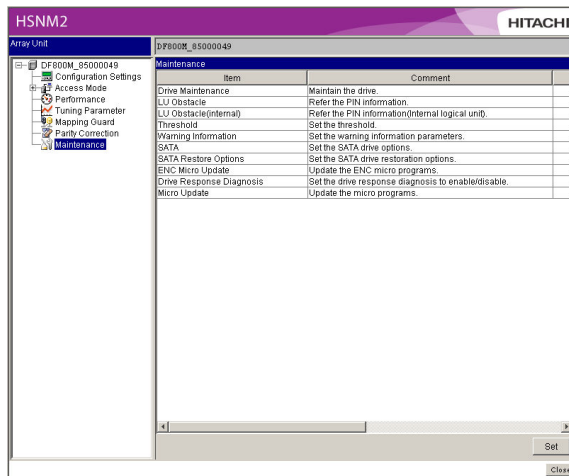 HSNM2
HITACHI
Array Unit
DF800M_85000049
DF800M_85000049
Configuration Settings
Access Mode
Performance
Tuning Parameter
Mapping Guard
Parity Correction
Maintenance
Maintenance
Item Comment
Drive Maintenance Maintain the drive.
LU Obstacle Refer the PIN information.
LU Obstacle(internal) Refer the PIN information(Internal logical unit).
Threshold Set the threshold.
Warning Information Set the warning information parameters.
SATA Set the SATA drive options.
SATA Restore Options Set the SATA drive restoration options.
ENC Micro Update Update the ENC micro programs.
Drive Response Diagnosis Set the drive response diagnosis to enable/disable.
Micro Update Update the micro programs.
Set
Close